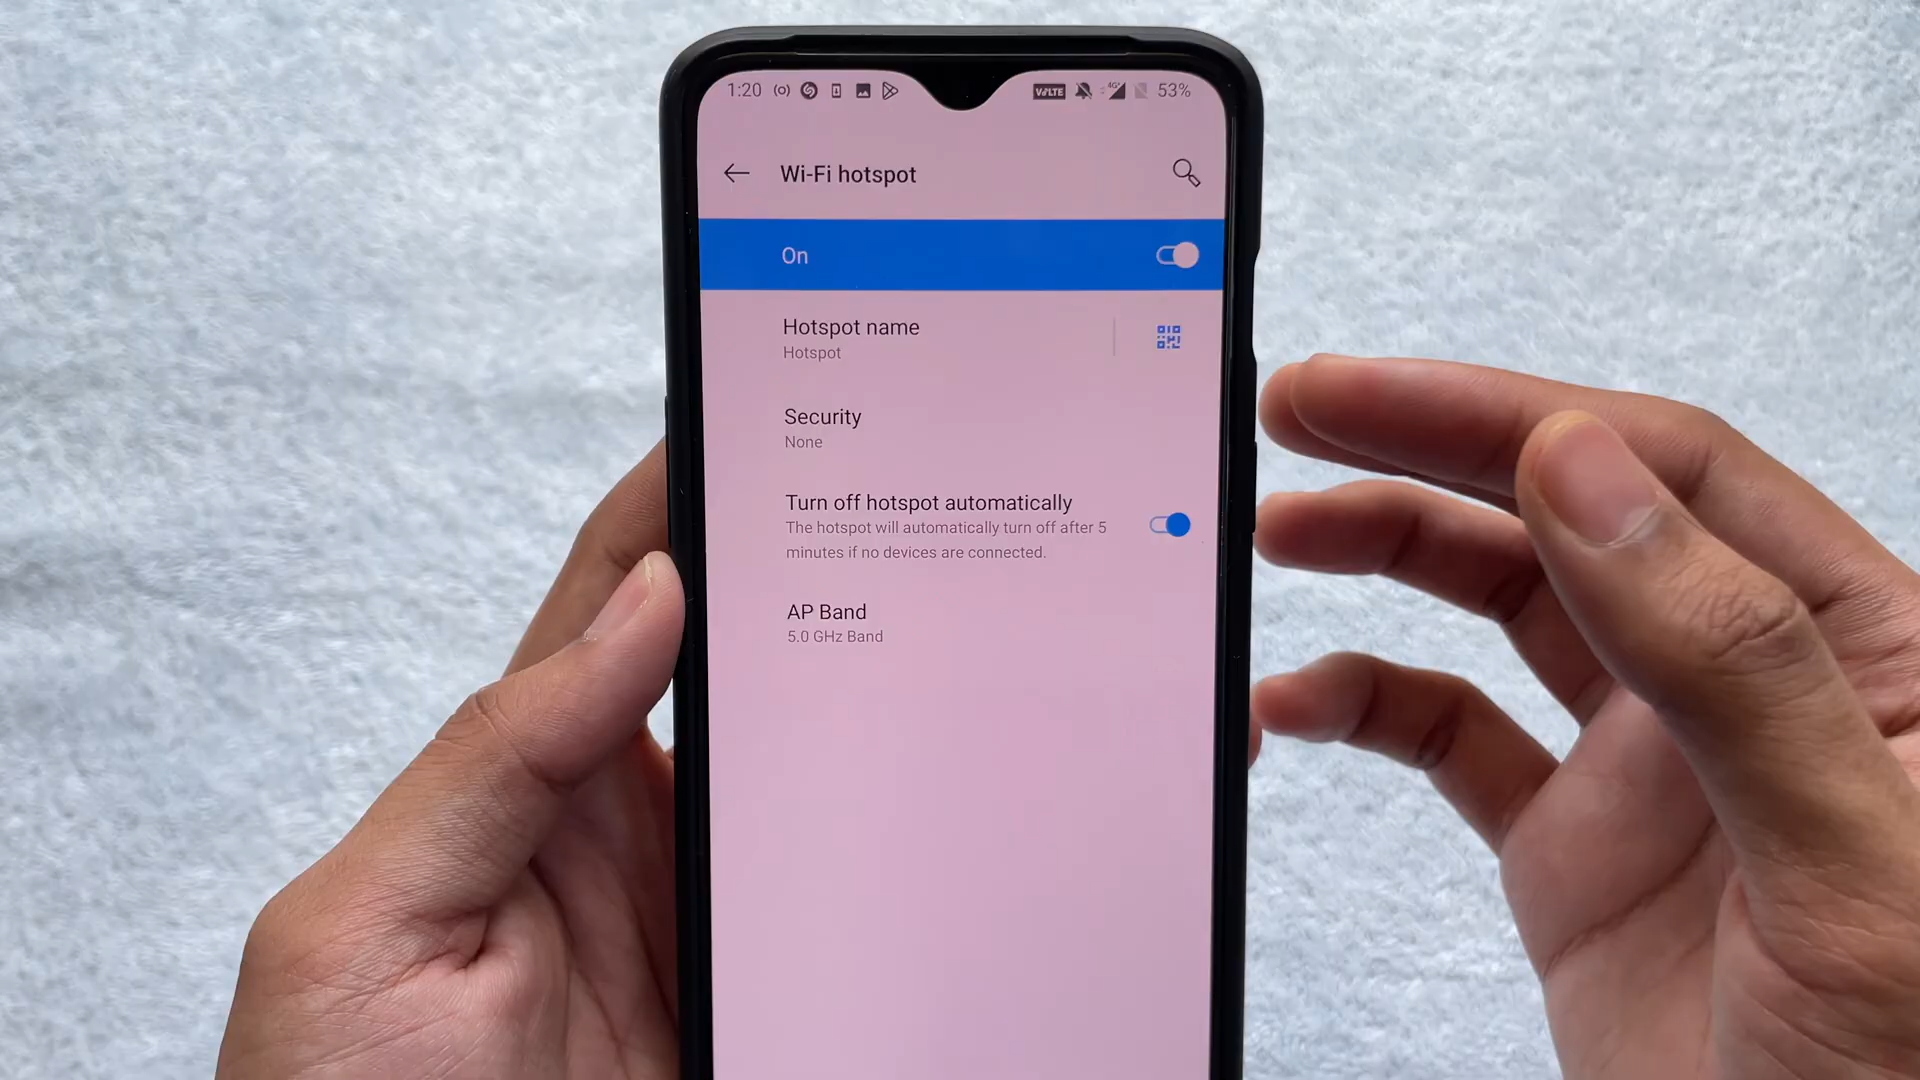 1:20 VoLTE 4G+ 53%
Wi-Fi hotspot
On
Hotspot name
Hotspot
Security
None
Turn off hotspot automatically
The hotspot will automatically turn off after 5
minutes if no devices are connected.
AP Band
5.0 GHz Band